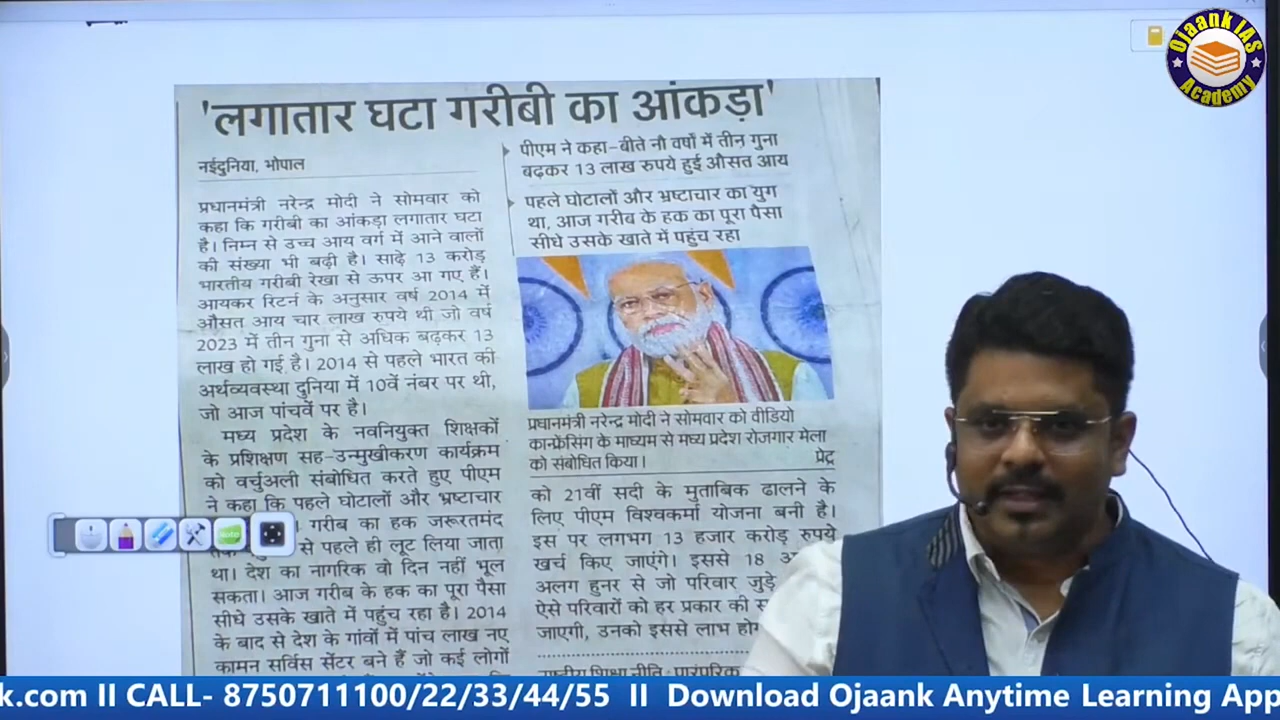 Ojaank IAS
Academy
'लगातार घटा गरीबी का आंकड़ा'
नईदुनिया, भोपाल
प्रधानमंत्री नरेन्द्र मोदी ने सोमवार को
कहा कि गरीबी का आंकड़ा लगातार घटा
है। निम्न से उच्च आय वर्ग में आने वालों
की संख्या भी बढ़ी है। साढ़े 13 करोड़
भारतीय गरीबी रेखा से ऊपर आ गए हैं।
आयकर रिटर्न के अनुसार वर्ष 2014 में
औसत आय चार लाख रुपये थी जो वर्ष
2023 में तीन गुना से अधिक बढ़कर 13
लाख हो गई है। 2014 से पहले भारत की
अर्थव्यवस्था दुनिया में 10वें नंबर पर थी,
जो आज पांचवें पर है।
मध्य प्रदेश के नवनियुक्त शिक्षकों
के प्रशिक्षण सह-उन्मुखीकरण कार्यक्रम
को वर्चुअली संबोधित करते हुए पीएम
ने कहा कि पहले घोटालों और भ्रष्टाचार
गरीब का हक जरूरतमंद
से पहले ही लूट लिया जाता
था। देश का नागरिक वो दिन नहीं भूल
सकता। आज गरीब के हक का पूरा पैसा
सीधे उसके खाते में पहुंच रहा है। 2014
के बाद से देश के गांवों में पांच लाख नए
कामन सर्विस सेंटर बने हैं जो कई लोगों
पीएम ने कहा-बीते नौ वर्षों में तीन गुना
बढ़कर 13 लाख रुपये हुई औसत आय
पहले घोटालों और भ्रष्टाचार का युग
था, आज गरीब के हक का पूरा पैसा
सीधे उसके खाते में पहुंच रहा
प्रधानमंत्री नरेन्द्र मोदी ने सोमवार को वीडियो
कान्फ्रेंसिंग के माध्यम से मध्य प्रदेश रोजगार मेला
को संबोधित किया। प्रेट्र
को 21वीं सदी के मुताबिक ढालने के
लिए पीएम विश्वकर्मा योजना बनी है।
इस पर लगभग 13 हजार करोड़ रुपये
खर्च किए जाएंगे। इससे 18
अलग हुनर से जो परिवार जुड़े
ऐसे परिवारों को हर प्रकार की
जाएगी, उनको इससे लाभ
k.com II CALL- 8750711100/22/33/44/55 II Download Ojaank Anytime Learning App